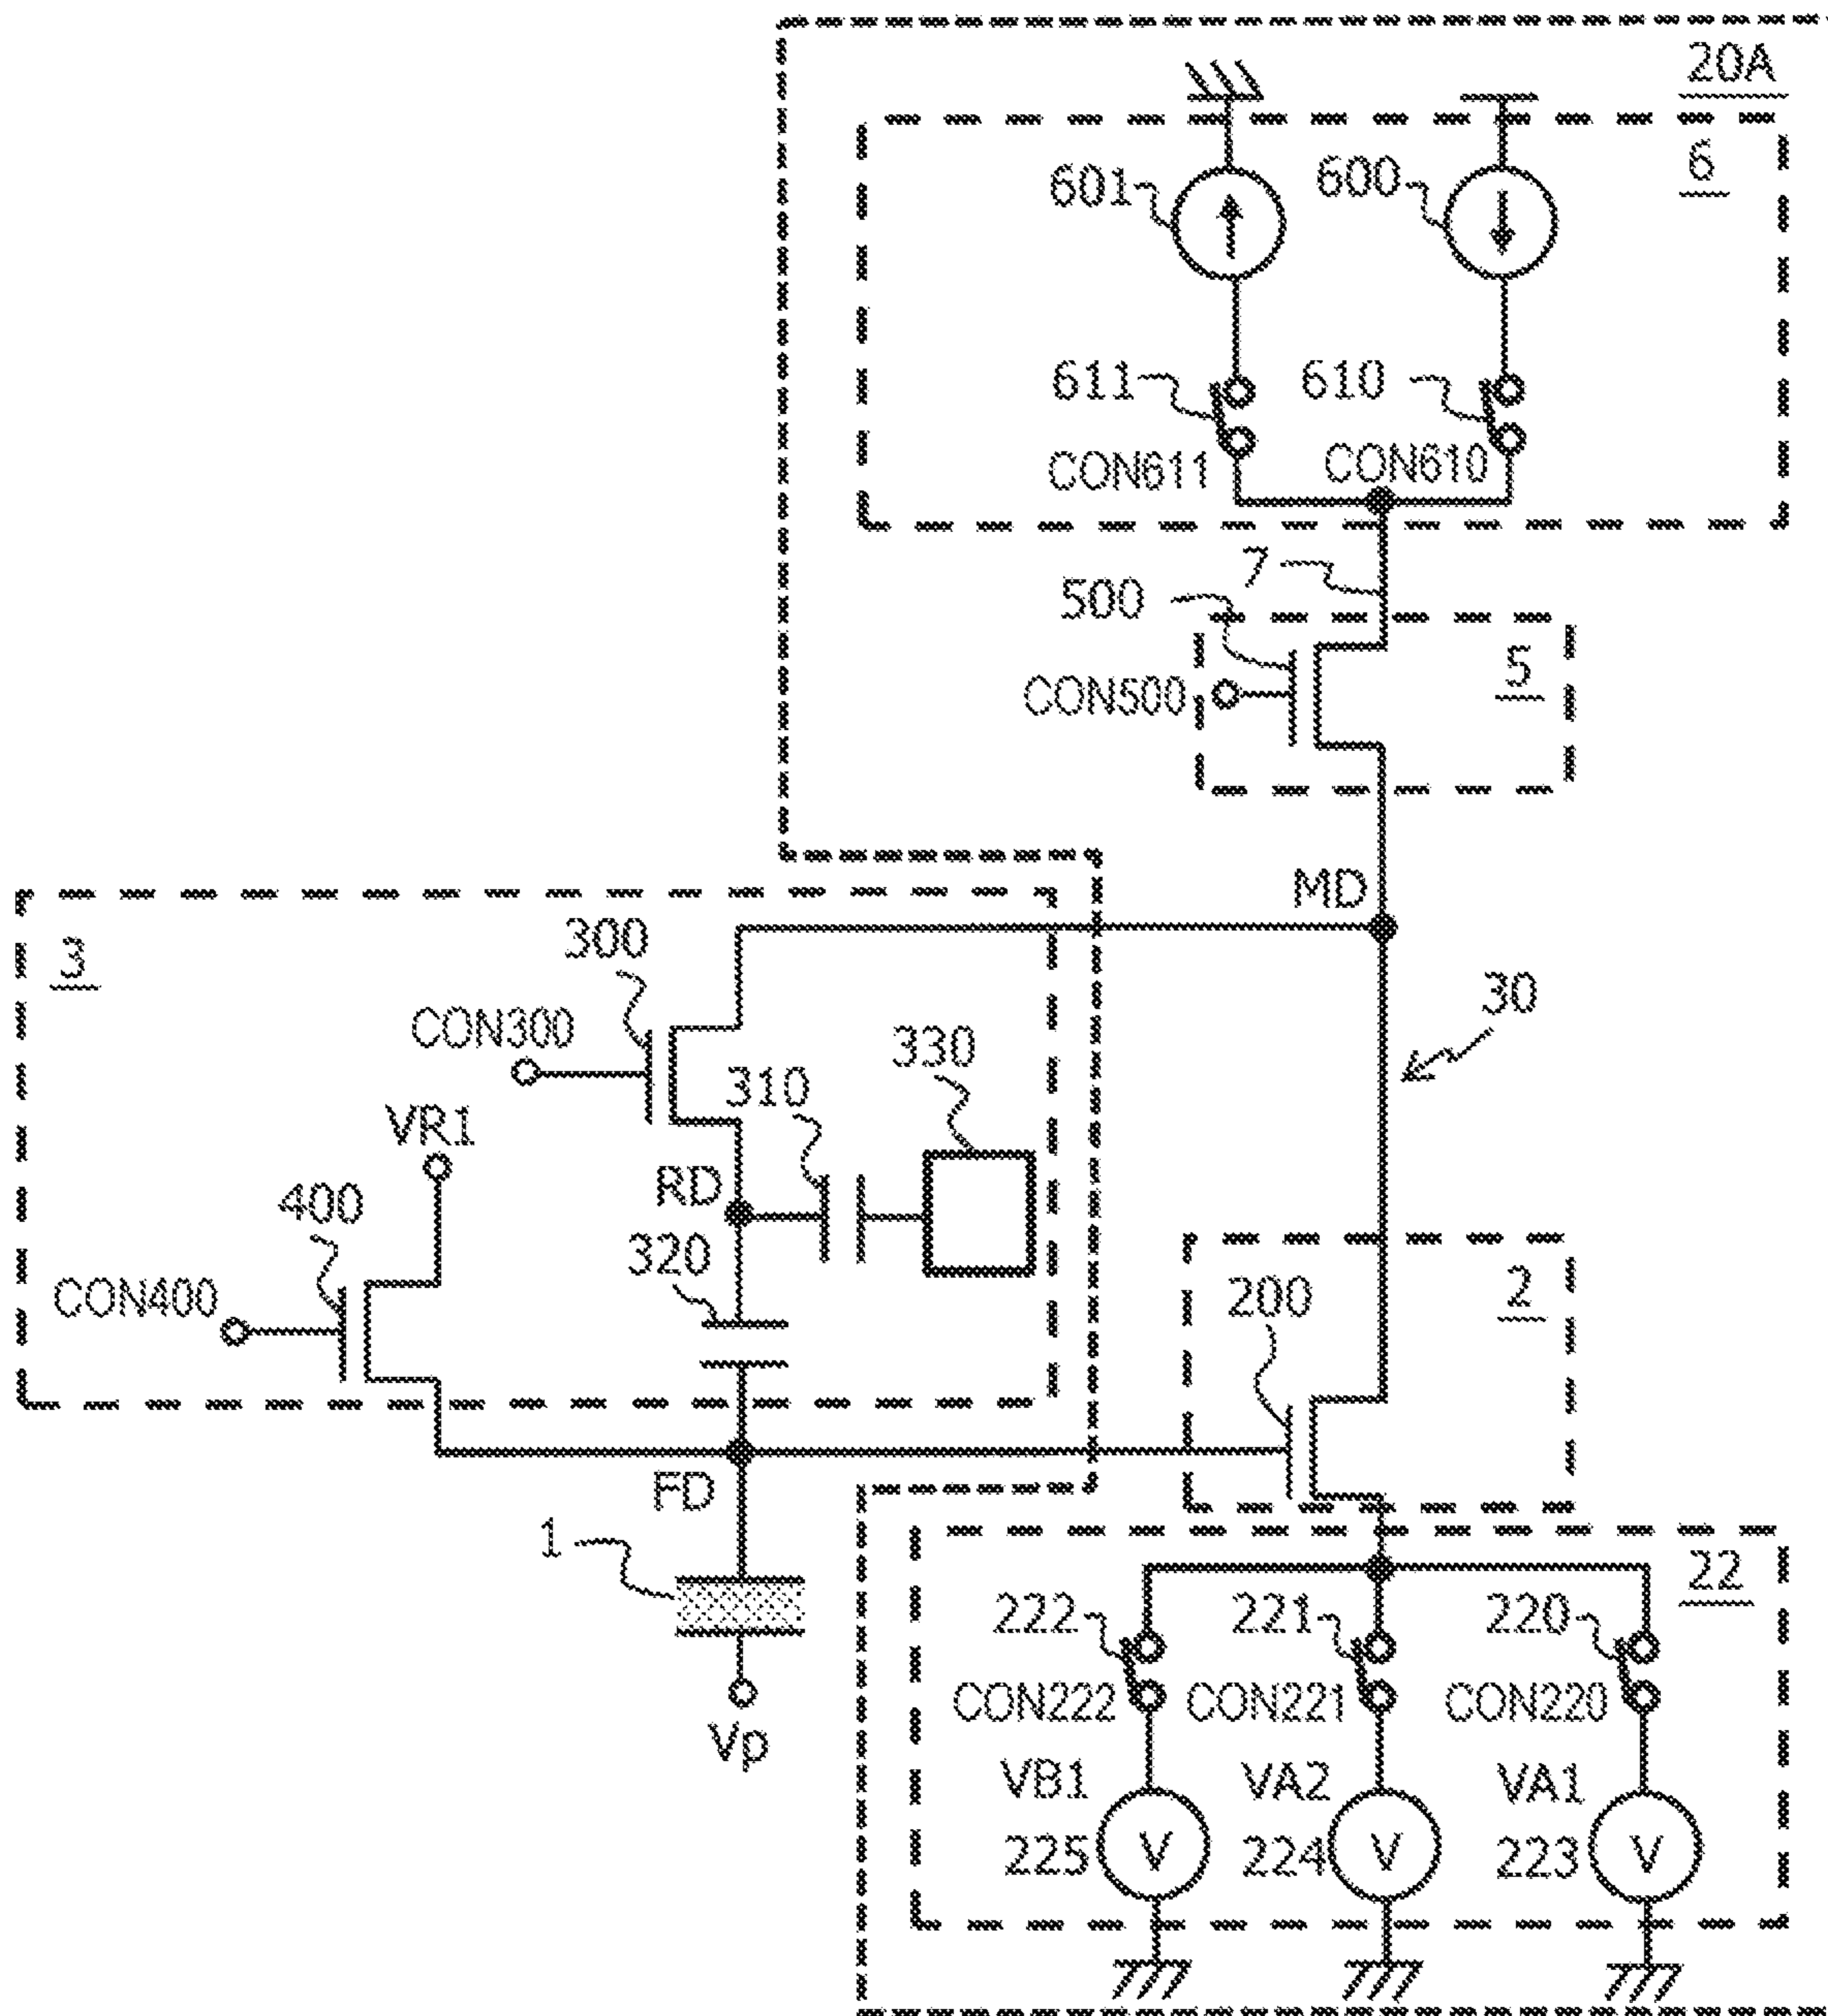 20A
6
601
600
611
610
CON611
CON610
7
500
5
CON500
MD
3
300
30
CON300
330
310
VR1
RD
400
320
2
200
CON400
FD
1
22
222
221
220
CON222
CON221
CON220
Vp
VB1
VA2
VA1
225
V
224
V
223
V